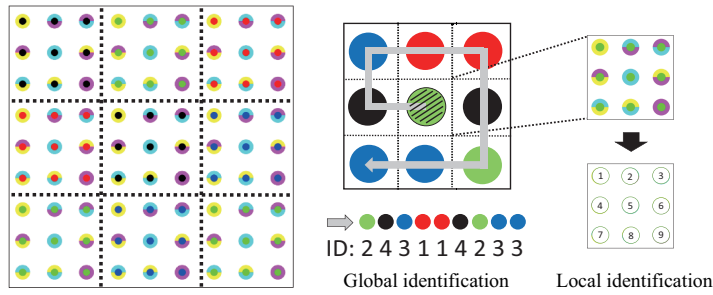 1 2 3
4 5 6
7 8 9
ID: 2 4 3 1 1 4 2 3 3
Global identification
Local identification